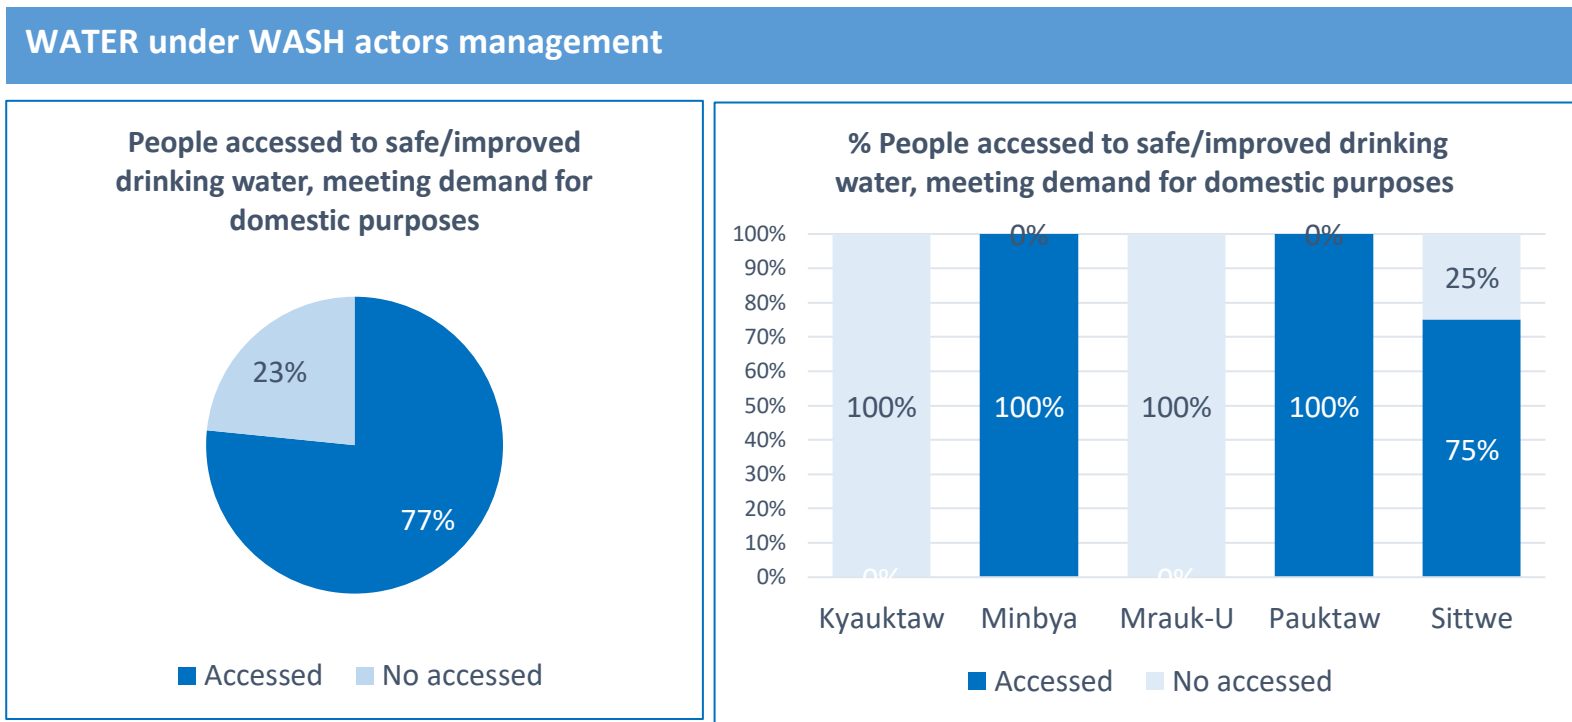 WATER under WASH actors management
People accessed to safe/improved
drinking water, meeting demand for
domestic purposes
23%
77%
Accessed No accessed
% People accessed to safe/improved drinking
water, meeting demand for domestic purposes
100%
90%
80%
70%
60%
50%
40%
30%
20%
10%
0%
0% 0%
25%
100% 100% 100% 100%
75%
0% 0%
Kyauktaw Minbya Mrauk-U Pauktaw Sittwe
Accessed No accessed